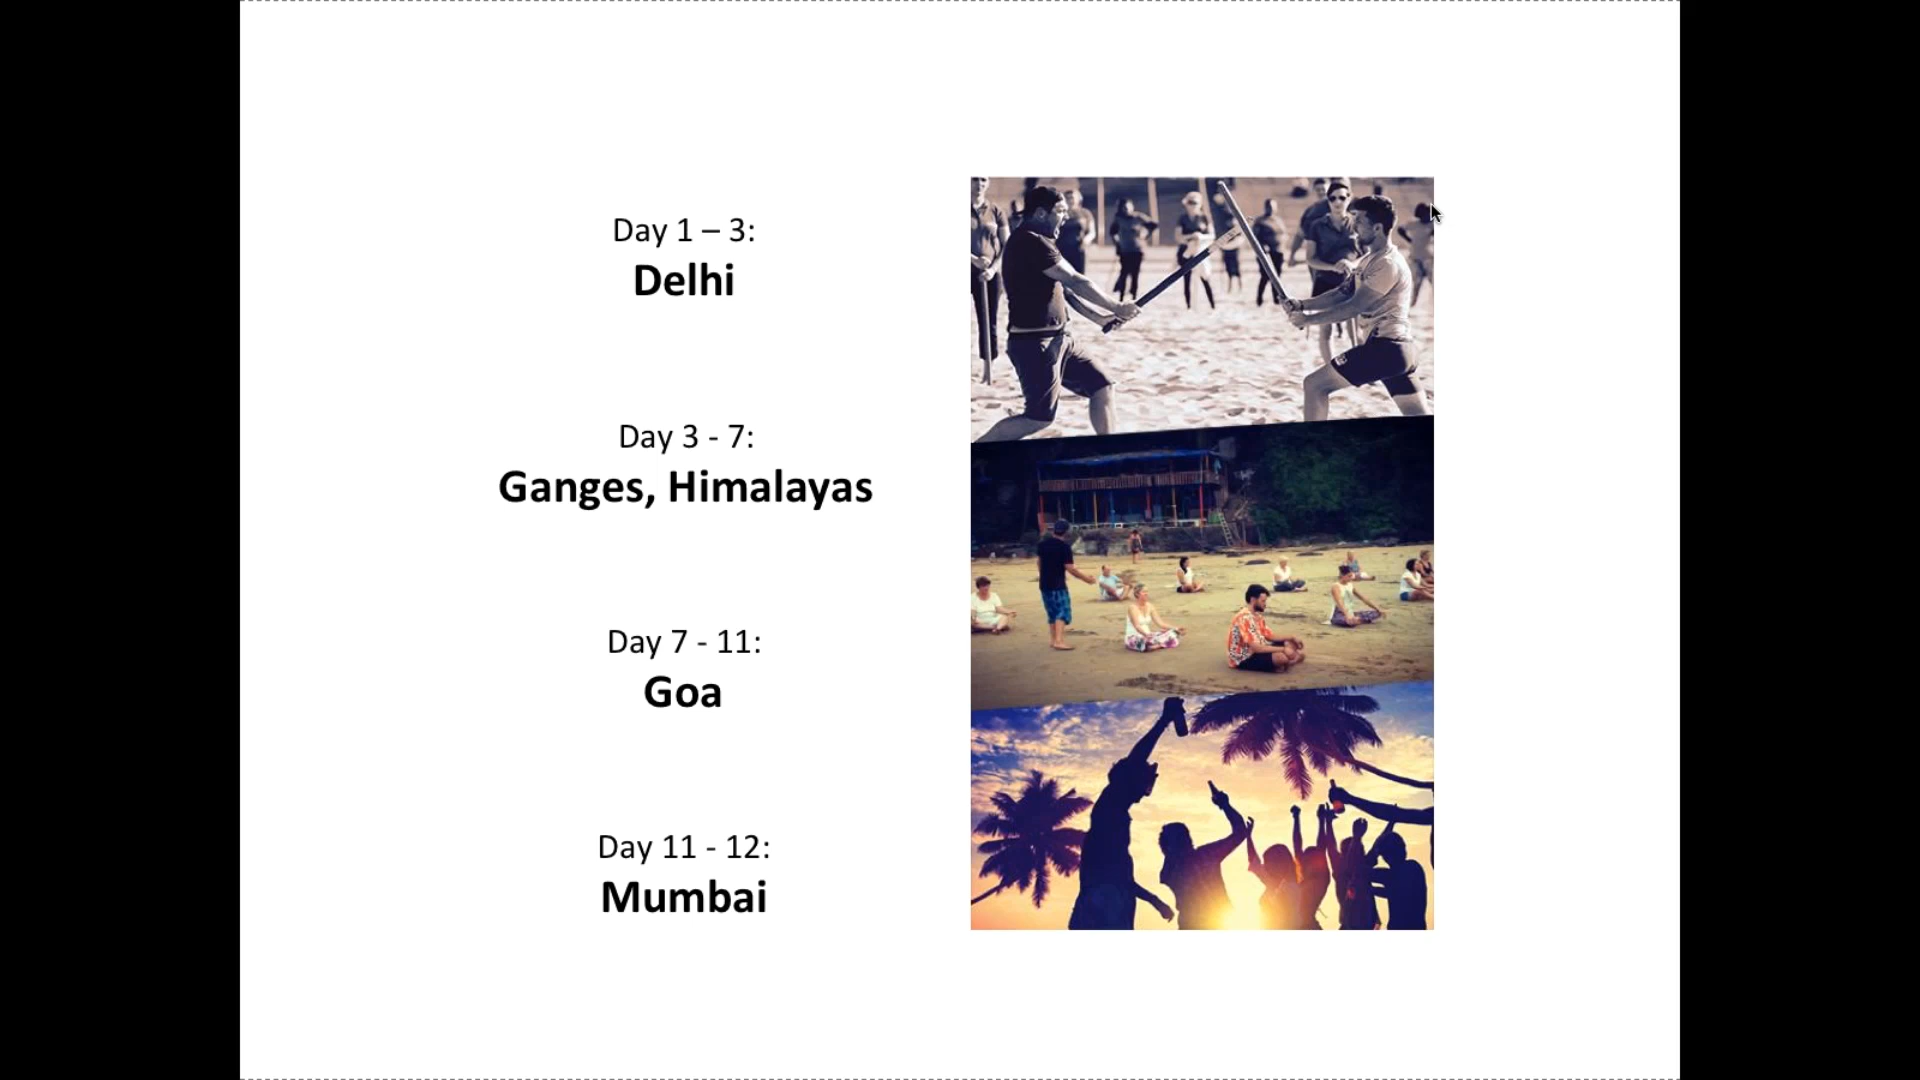 Day 1 – 3:
Delhi
Day 3 - 7:
Ganges, Himalayas
Day 7 - 11:
Goa
Day 11 - 12:
Mumbai